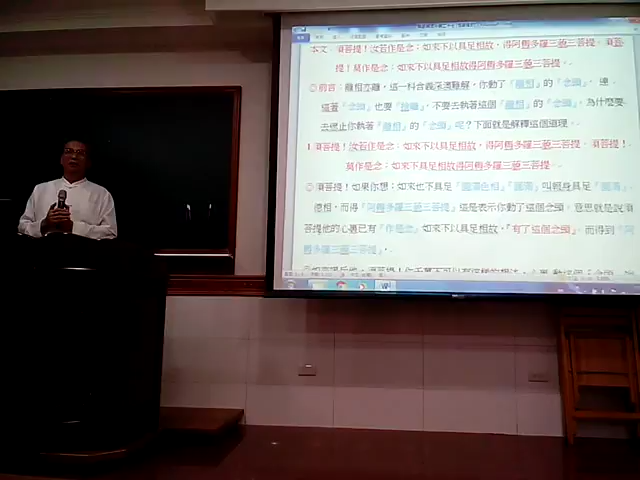 本文：須菩提！汝若作是念：如來不以具足相故，得阿耨多羅三藐三菩提。須菩
提！莫作是念：如來不以具足相故得阿耨多羅三藐三菩提。
◎前言：離相亦離，這一科含義深遠難解，你動了「離相」的「念頭」，連
這著「念頭」也要「捨離」，不要去執著這個「離相」的「念頭」，為什麼要
去遮止你執著「離相」的「念頭」呢？下面就是解釋這個道理。
1 須菩提！汝若作是念：如來不以具足相故，得阿耨多羅三藐三菩提。須菩提！
莫作是念：如來不以具足相故得阿耨多羅三藐三菩提。
◎須菩提！如果你想：如來也不具足「圓滿色相」「圓滿」叫親身具足「圓滿」
德相，而得「阿耨多羅三藐三菩提」這是表示你動了這個念頭。意思就是說須
菩提他的心裏已有「作是念」如來不以具足相故，「有了這個念頭」。而得到「阿
耨多羅三藐三菩提」。